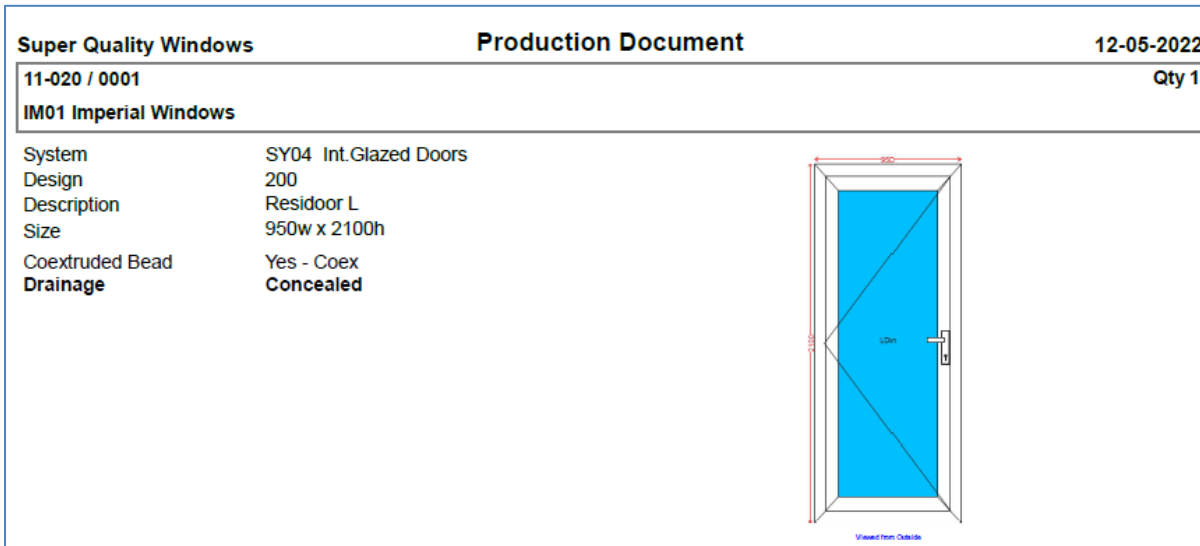 Super Quality Windows Production Document 12-05-2022
11-020 / 0001 Qty 1
IM01 Imperial Windows
System SY04 Int.Glazed Doors
Design 200
Description Residoor L
Size 950w x 2100h
Coextruded Bead Yes - Coex
Drainage Concealed
950
2100
Viewed from Outside